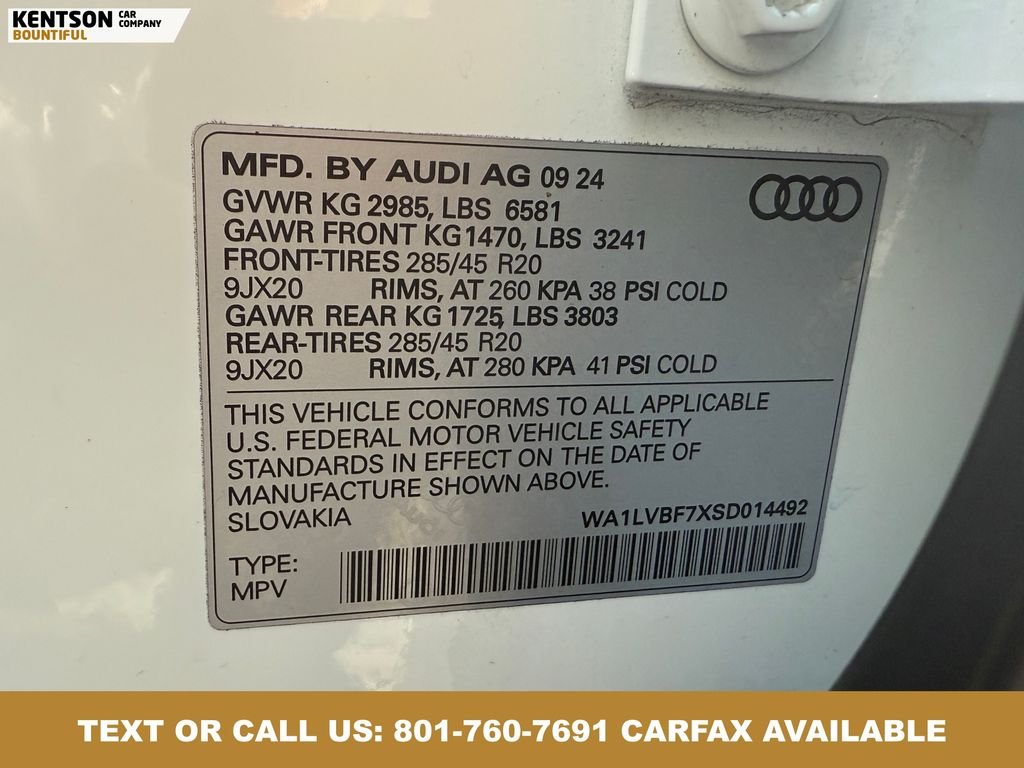 KENTSON CAR COMPANY
BOUNTIFUL
MFD. BY AUDI AG 09 24
GVWR KG 2985, LBS 6581
GAWR FRONT KG1470, LBS 3241
FRONT-TIRES 285/45 R20
9JX20 RIMS, AT 260 KPA 38 PSI COLD
GAWR REAR KG 1725, LBS 3803
REAR-TIRES 285/45 R20
9JX20 RIMS, AT 280 KPA 41 PSI COLD
THIS VEHICLE CONFORMS TO ALL APPLICABLE
U.S. FEDERAL MOTOR VEHICLE SAFETY
STANDARDS IN EFFECT ON THE DATE OF
MANUFACTURE SHOWN ABOVE.
SLOVAKIA
WA1LVBF7XSD014492
TYPE:
MPV
TEXT OR CALL US: 801-760-7691 CARFAX AVAILABLE